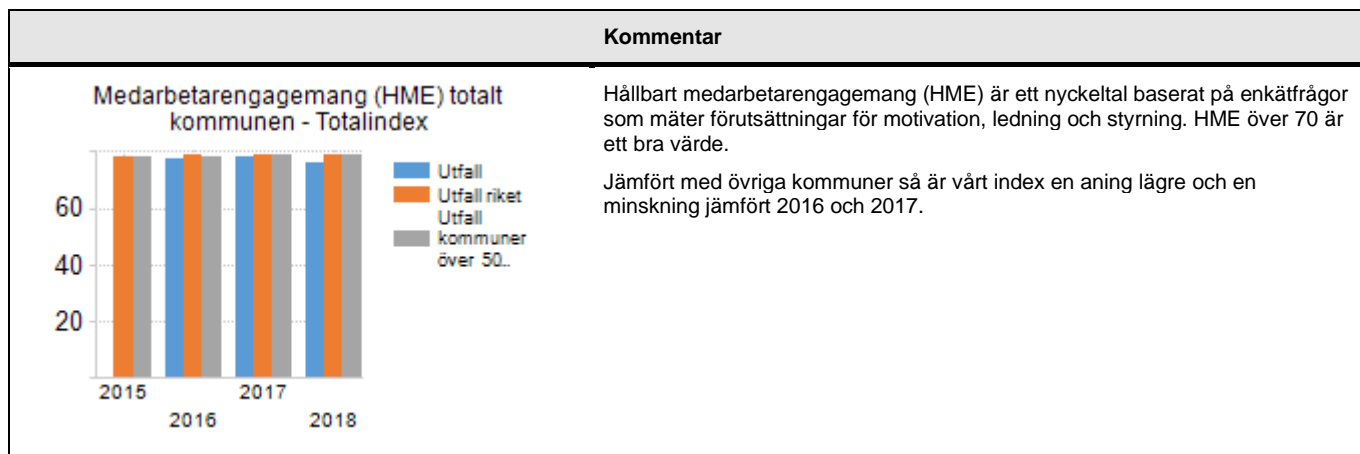 Kommentar
Medarbetarengagemang (HME) totalt
kommunen - Totalindex
60
40
20
2015
2016
2017
2018
Utfall
Utfall riket
Utfall
kommuner
över 50..
Hållbart medarbetarengagemang (HME) är ett nyckeltal baserat på enkätfrågor
som mäter förutsättningar för motivation, ledning och styrning. HME över 70 är
ett bra värde.
Jämfört med övriga kommuner så är vårt index en aning lägre och en
minskning jämfört 2016 och 2017.